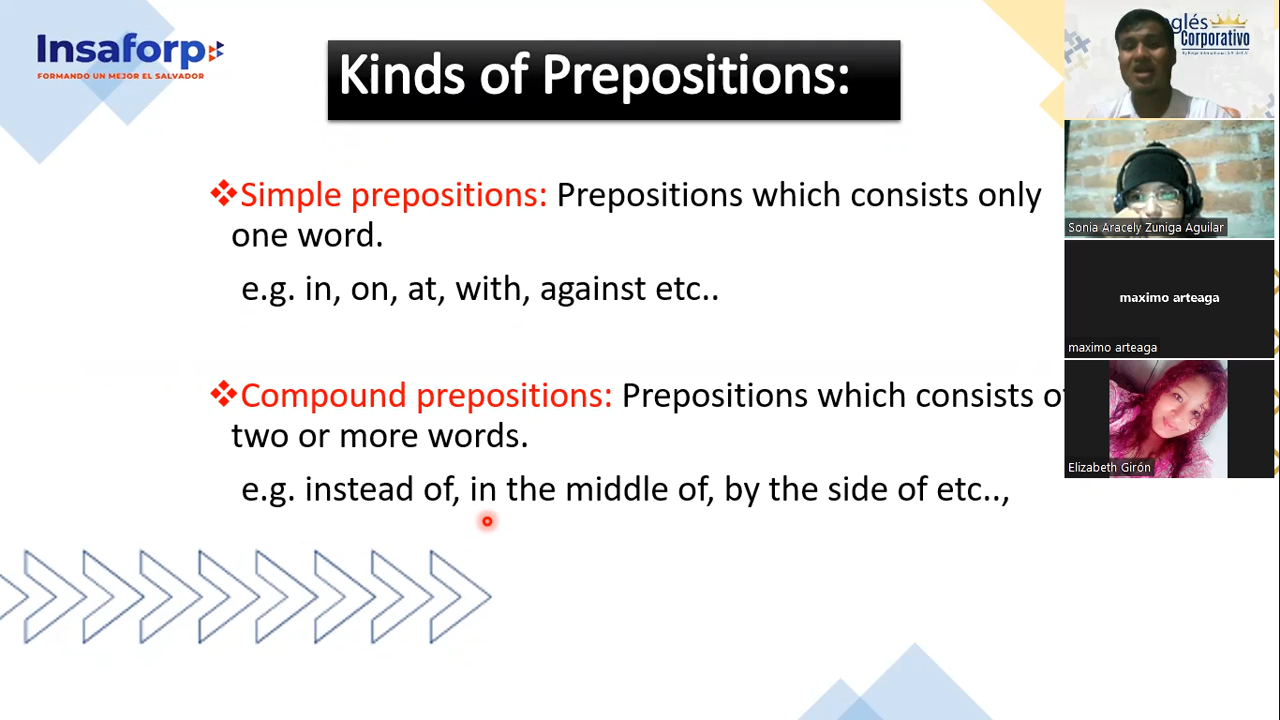 Insaforp
FORMANDO UN MEJOR EL SALVADOR
Kinds of Prepositions:
❖Simple prepositions: Prepositions which consists only
one word.
e.g. in, on, at, with, against etc..
❖Compound prepositions: Prepositions which consists of
two or more words.
e.g. instead of, in the middle of, by the side of etc..,
glés
Corporativo
Sonia Aracely Zuniga Aguilar
maximo arteaga
maximo arteaga
Elizabeth Girón